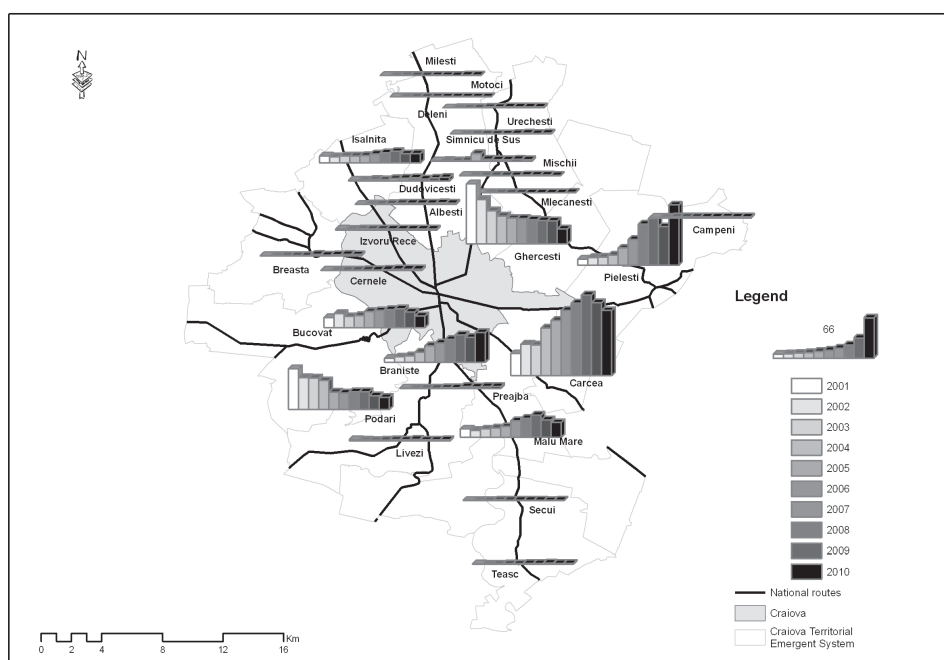 N
Milesti
Motoci
Deleni
Urechesti
Isalnita
Simnicu de Sus
Mischii
Dudovicesti
Mlecanesti
Albesti
Campeni
Izvoru Rece
Ghercesti
Breasta
Pielesti
Cernele
Bucovat
Braniste
Carcea
Preajba
Podari
Malu Mare
Livezi
Secui
Teasc
Legend
66
2001
2002
2003
2004
2005
2006
2007
2008
2009
2010
National routes
Craiova
Craiova Territorial
Emergent System
Km
0 2 4 8 12 16